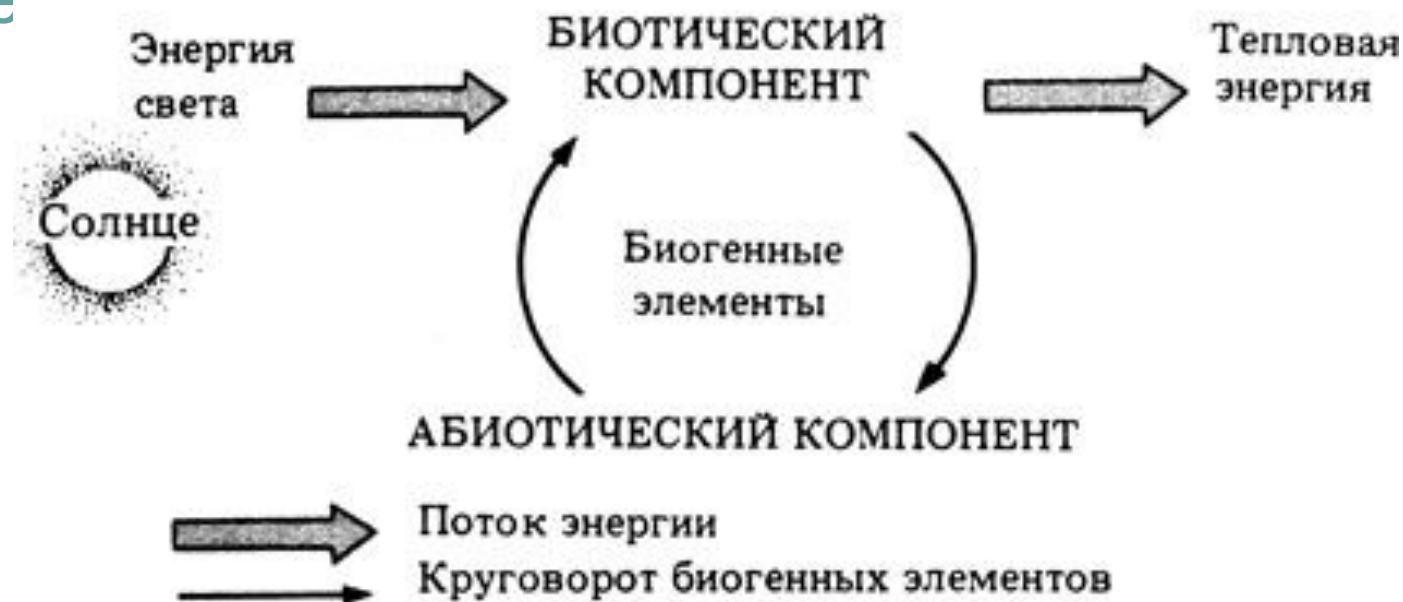 Энергия
света
БИОТИЧЕСКИЙ
КОМПОНЕНТ
Тепловая
энергия
Солнце
Биогенные
элементы
АБИОТИЧЕСКИЙ КОМПОНЕНТ
Поток энергии
Круговорот биогенных элементов